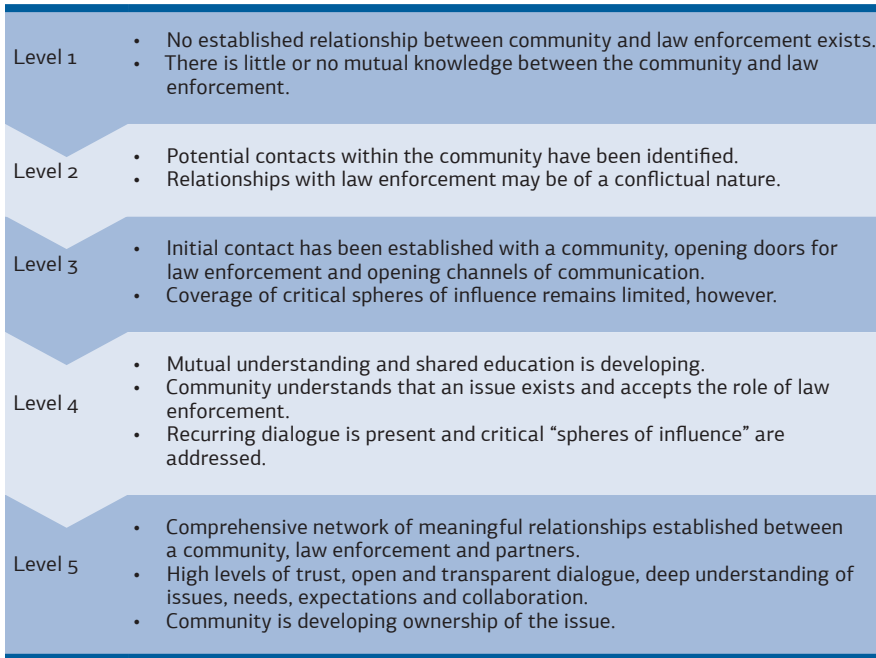 Level 1
• No established relationship between community and law enforcement exists.
• There is little or no mutual knowledge between the community and law
enforcement.
Level 2
• Potential contacts within the community have been identified.
• Relationships with law enforcement may be of a conflictual nature.
Level 3
• Initial contact has been established with a community, opening doors for
law enforcement and opening channels of communication.
• Coverage of critical spheres of influence remains limited, however.
Level 4
• Mutual understanding and shared education is developing.
• Community understands that an issue exists and accepts the role of law
enforcement.
• Recurring dialogue is present and critical “spheres of influence” are
addressed.
Level 5
• Comprehensive network of meaningful relationships established between
a community, law enforcement and partners.
• High levels of trust, open and transparent dialogue, deep understanding of
issues, needs, expectations and collaboration.
• Community is developing ownership of the issue.